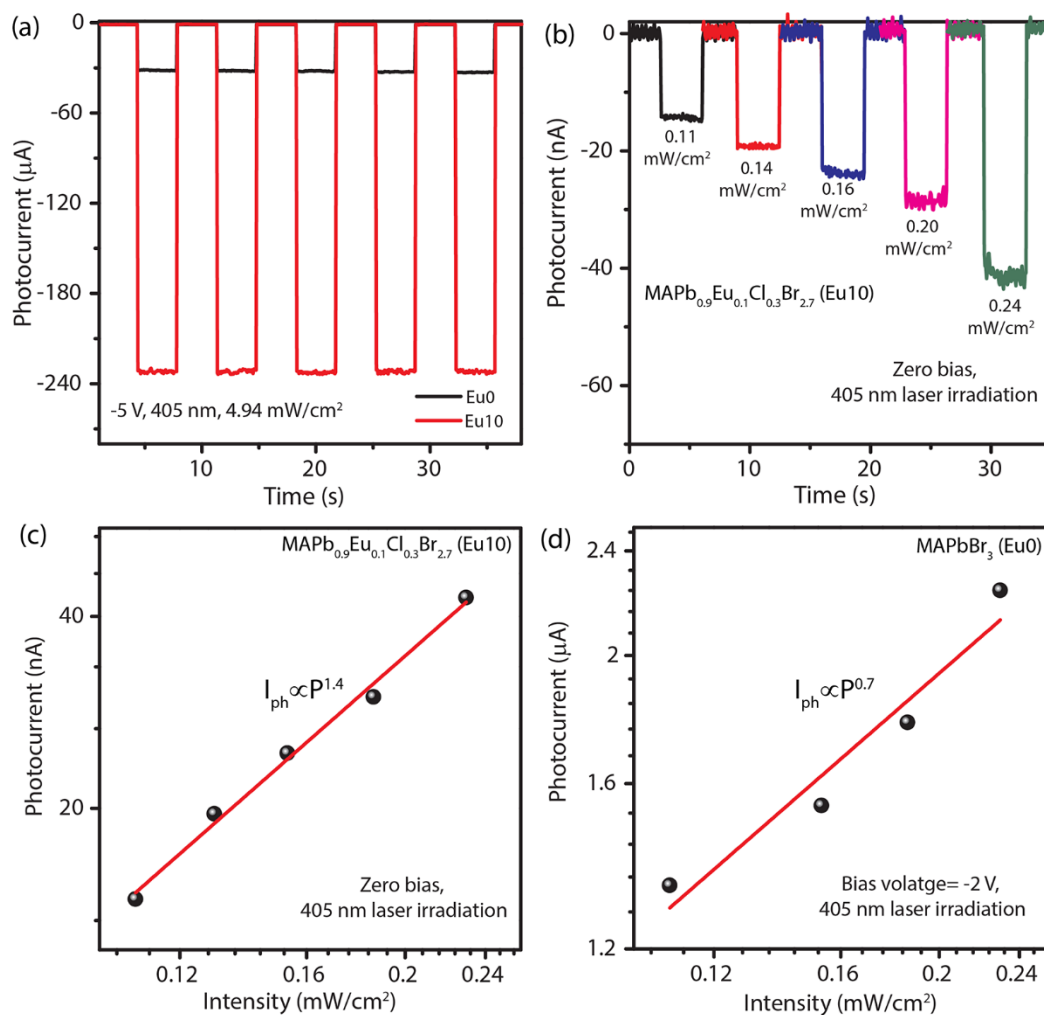 (a)
0
-60
-120
-180
-240
Photocurrent (μA)
-5 V, 405 nm, 4.94 mW/cm²
Eu0
Eu10
10
20
30
Time (s)
(b)
0
-20
-40
-60
Photocurrent (nA)
0.11
mW/cm²
0.14
mW/cm²
0.16
mW/cm²
0.20
mW/cm²
0.24
mW/cm²
MAPb₀.₉Eu₀.₁Cl₀.₃Br₂.₇ (Eu10)
Zero bias,
405 nm laser irradiation
0
10
20
30
Time (s)
(c)
MAPb₀.₉Eu₀.₁Cl₀.₃Br₂.₇ (Eu10)
40
20
Photocurrent (nA)
I_ph∝P^1.4
Zero bias,
405 nm laser irradiation
0.12
0.16
0.2
0.24
Intensity (mW/cm²)
(d)
MAPbBr₃ (Eu0)
2.4
2
1.6
1.2
Photocurrent (μA)
I_ph∝P^0.7
Bias volatge= -2 V,
405 nm laser irradiation
0.12
0.16
0.2
0.24
Intensity (mW/cm²)